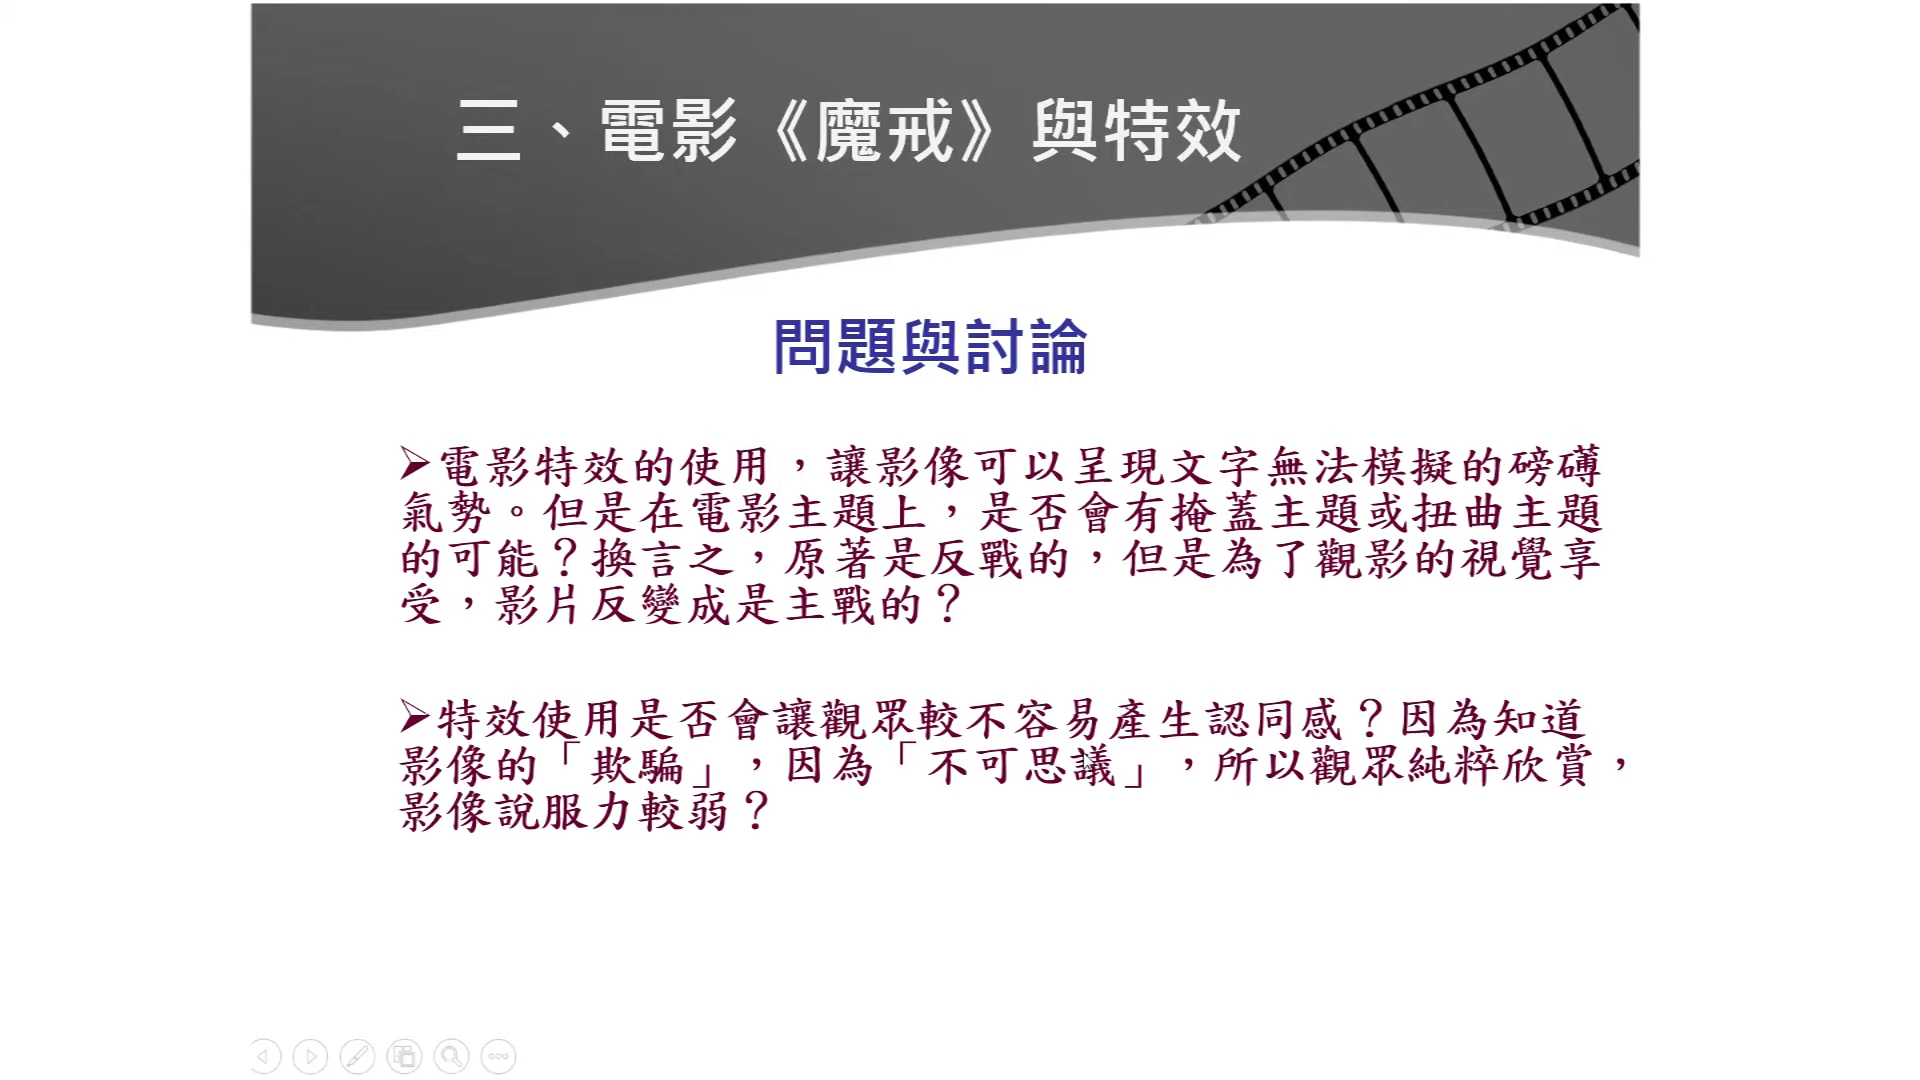 三、電影《魔戒》與特效
問題與討論
➢電影特效的使用，讓影像可以呈現文字無法模擬的磅礡
氣勢。但是在電影主題上，是否會有掩蓋主題或扭曲主題
的可能？換言之，原著是反戰的，但是為了觀影的視覺享
受，影片反變成是主戰的？
➢特效使用是否會讓觀眾較不容易產生認同感？因為知道
影像的「欺騙」，因為「不可思議」，所以觀眾純粹欣賞，
影像說服力較弱？